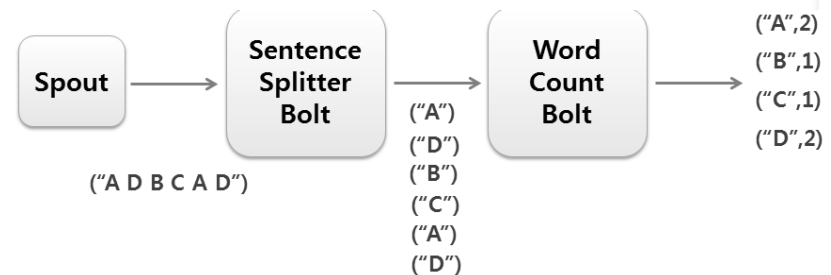 Spout
Sentence
Splitter
Bolt
Word
Count
Bolt
(“A D B C A D”)
(“A”)
(“D”)
(“B”)
(“C”)
(“A”)
(“D”)
(“A”,2)
(“B”,1)
(“C”,1)
(“D”,2)